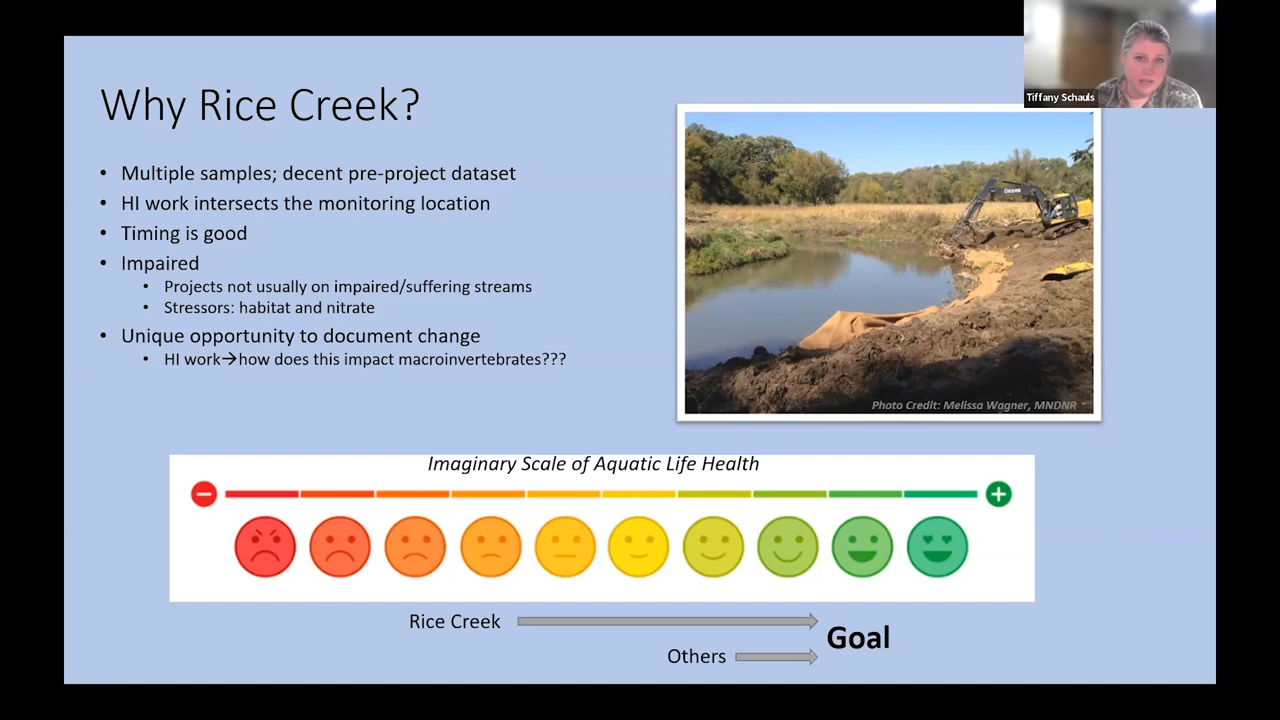 Tiffany Schauls
Why Rice Creek?
• Multiple samples; decent pre-project dataset
• HI work intersects the monitoring location
• Timing is good
• Impaired
• Projects not usually on impaired/suffering streams
• Stressors: habitat and nitrate
• Unique opportunity to document change
• HI work→how does this impact macroinvertebrates???
DEERE
Photo Credit: Melissa Wagner, MNDNR
Imaginary Scale of Aquatic Life Health
Rice Creek
Goal
Others